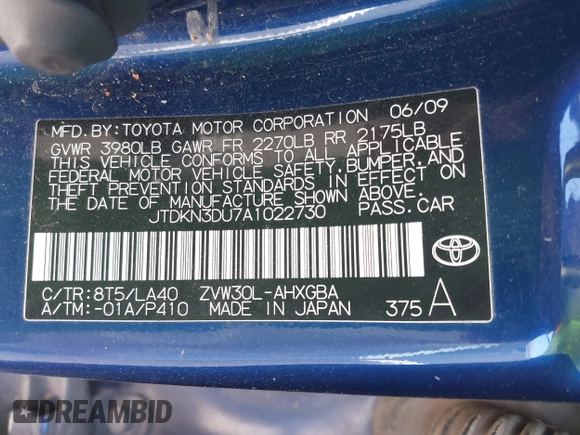 MFD.BY:TOYOTA MOTOR CORPORATION 06/09
GVWR 3980LB GAWR FR 2270LB RR 2175LB
THIS VEHICLE CONFORMS TO ALL APPLICABLE
FEDERAL MOTOR VEHICLE SAFETY,BUMPER,AND
THEFT PREVENTION STANDARDS IN EFFECT ON
THE DATE OF MANUFACTURE SHOWN ABOVE.
JTDKN3DU7A1022730 PASS.CAR
C/TR:8T5/LA40 ZVW30L-AHXGBA
A/TM:-01A/P410 MADE IN JAPAN 375 A
DREAMBID